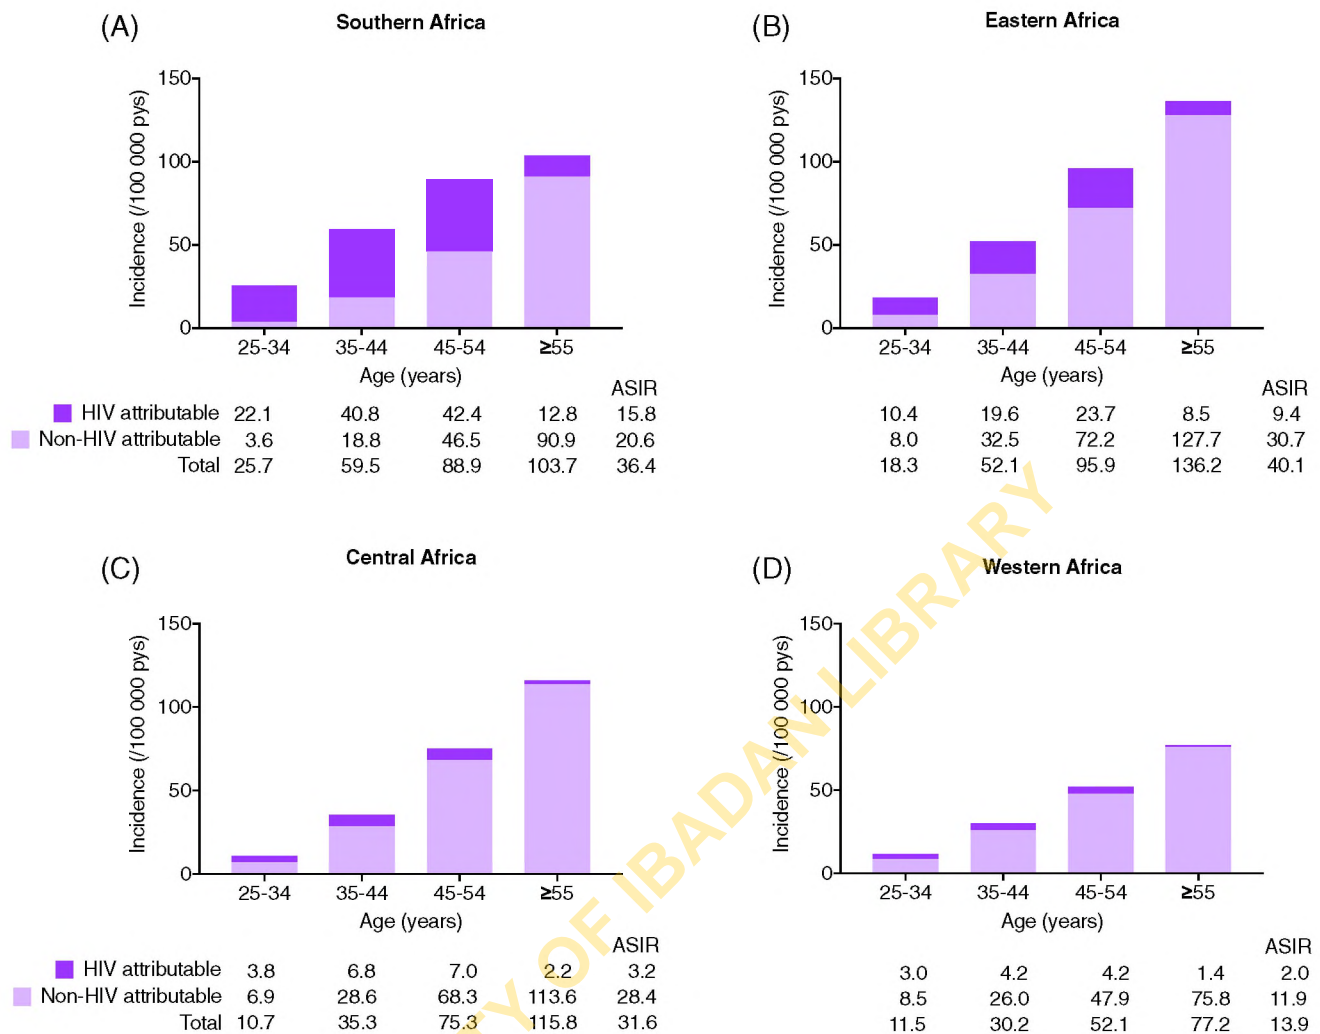 (A)
Southern Africa
Incidence (/100 000 pys)
150
100
50
0
25-34 35-44 45-54 ≥55
Age (years)
ASIR
HIV attributable 22.1 40.8 42.4 12.8 15.8
Non-HIV attributable 3.6 18.8 46.5 90.9 20.6
Total 25.7 59.5 88.9 103.7 36.4
(B)
Eastern Africa
Incidence (/100 000 pys)
150
100
50
0
25-34 35-44 45-54 ≥55
Age (years)
ASIR
10.4 19.6 23.7 8.5 9.4
8.0 32.5 72.2 127.7 30.7
18.3 52.1 95.9 136.2 40.1
(C)
Central Africa
Incidence (/100 000 pys)
150
100
50
0
25-34 35-44 45-54 ≥55
Age (years)
ASIR
HIV attributable 3.8 6.8 7.0 2.2 3.2
Non-HIV attributable 6.9 28.6 68.3 113.6 28.4
Total 10.7 35.3 75.3 115.8 31.6
(D)
Western Africa
Incidence (/100 000 pys)
150
100
50
0
25-34 35-44 45-54 ≥55
Age (years)
ASIR
3.0 4.2 4.2 1.4 2.0
8.5 26.0 47.9 75.8 11.9
11.5 30.2 52.1 77.2 13.9
OF IBADAN LIBRARY